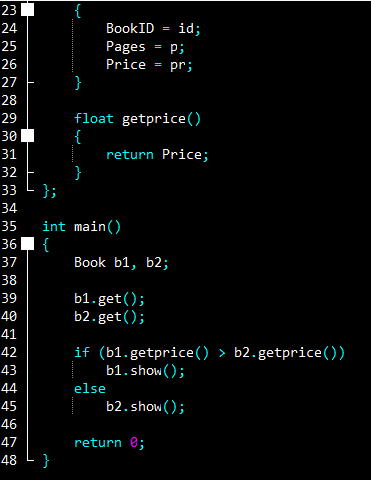 23 {
24 BookID = id;
25 Pages = p;
26 Price = pr;
27 }
28
29 float getprice()
30 {
31 return Price;
32 }
33 };
34
35 int main()
36 {
37 Book b1, b2;
38
39 b1.get();
40 b2.get();
41
42 if (b1.getprice() > b2.getprice())
43 b1.show();
44 else
45 b2.show();
46
47 return 0;
48 }